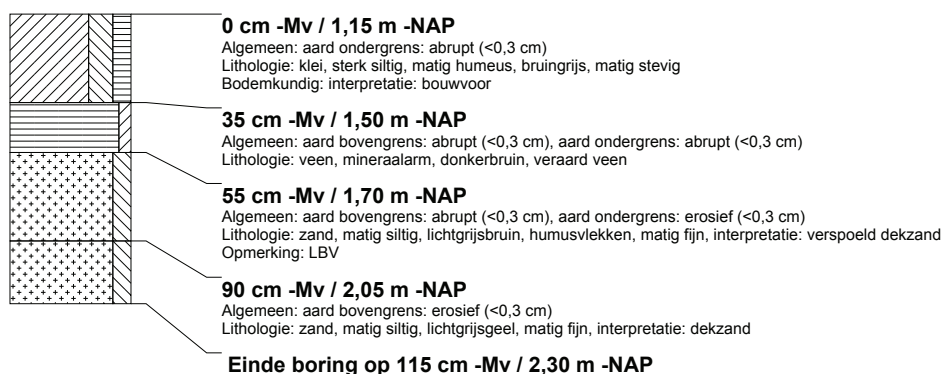 0 cm -Mv / 1,15 m -NAP
Algemeen: aard ondergrens: abrupt (<0,3 cm)
Lithologie: klei, sterk siltig, matig humeus, bruingrijs, matig stevig
Bodemkundig: interpretatie: bouwvoor
35 cm -Mv / 1,50 m -NAP
Algemeen: aard bovengrens: abrupt (<0,3 cm), aard ondergrens: abrupt (<0,3 cm)
Lithologie: veen, mineraalarm, donkerbruin, veraard veen
55 cm -Mv / 1,70 m -NAP
Algemeen: aard bovengrens: abrupt (<0,3 cm), aard ondergrens: erosief (<0,3 cm)
Lithologie: zand, matig siltig, lichtgrijsbruin, humusvlekken, matig fijn, interpretatie: verspoeld dekzand
Opmerking: LBV
90 cm -Mv / 2,05 m -NAP
Algemeen: aard bovengrens: erosief (<0,3 cm)
Lithologie: zand, matig siltig, lichtgrijsgeel, matig fijn, interpretatie: dekzand
Einde boring op 115 cm -Mv / 2,30 m -NAP